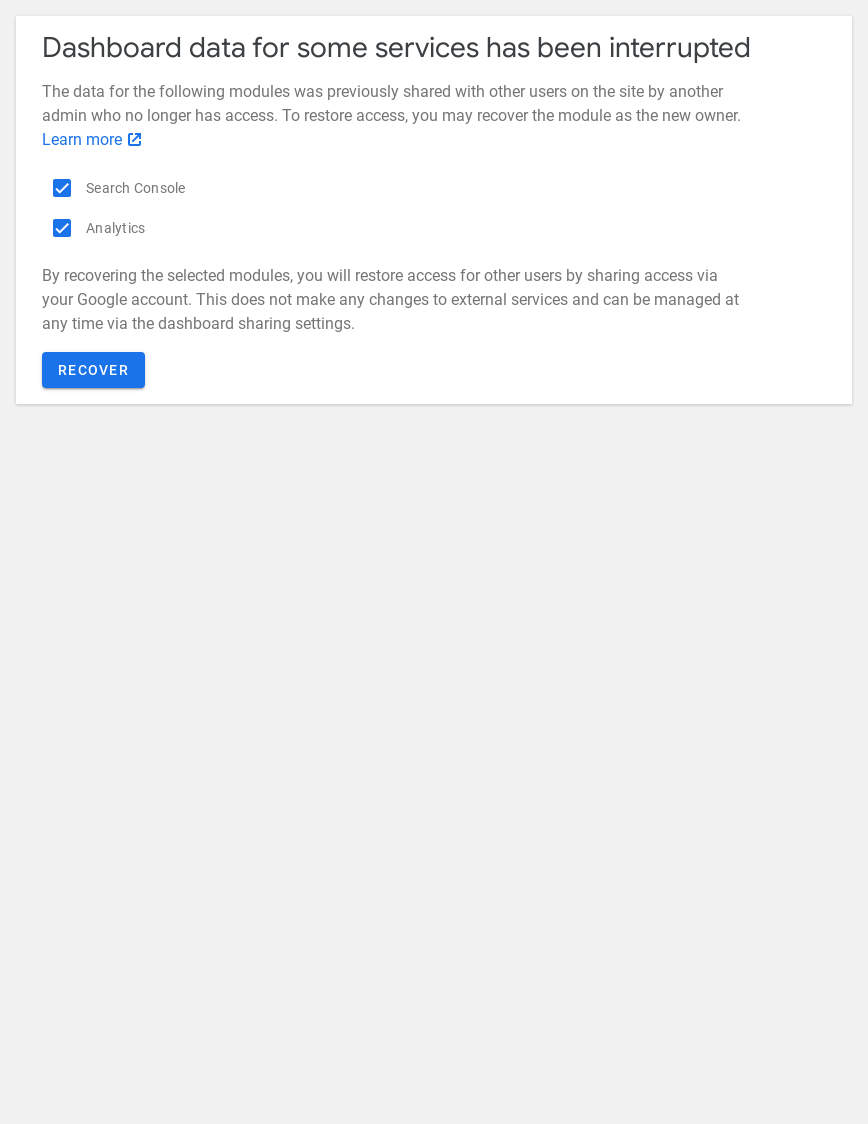 Dashboard data for some services has been interrupted
The data for the following modules was previously shared with other users on the site by another
admin who no longer has access. To restore access, you may recover the module as the new owner.
Learn more
Search Console
Analytics
By recovering the selected modules, you will restore access for other users by sharing access via
your Google account. This does not make any changes to external services and can be managed at
any time via the dashboard sharing settings.
RECOVER